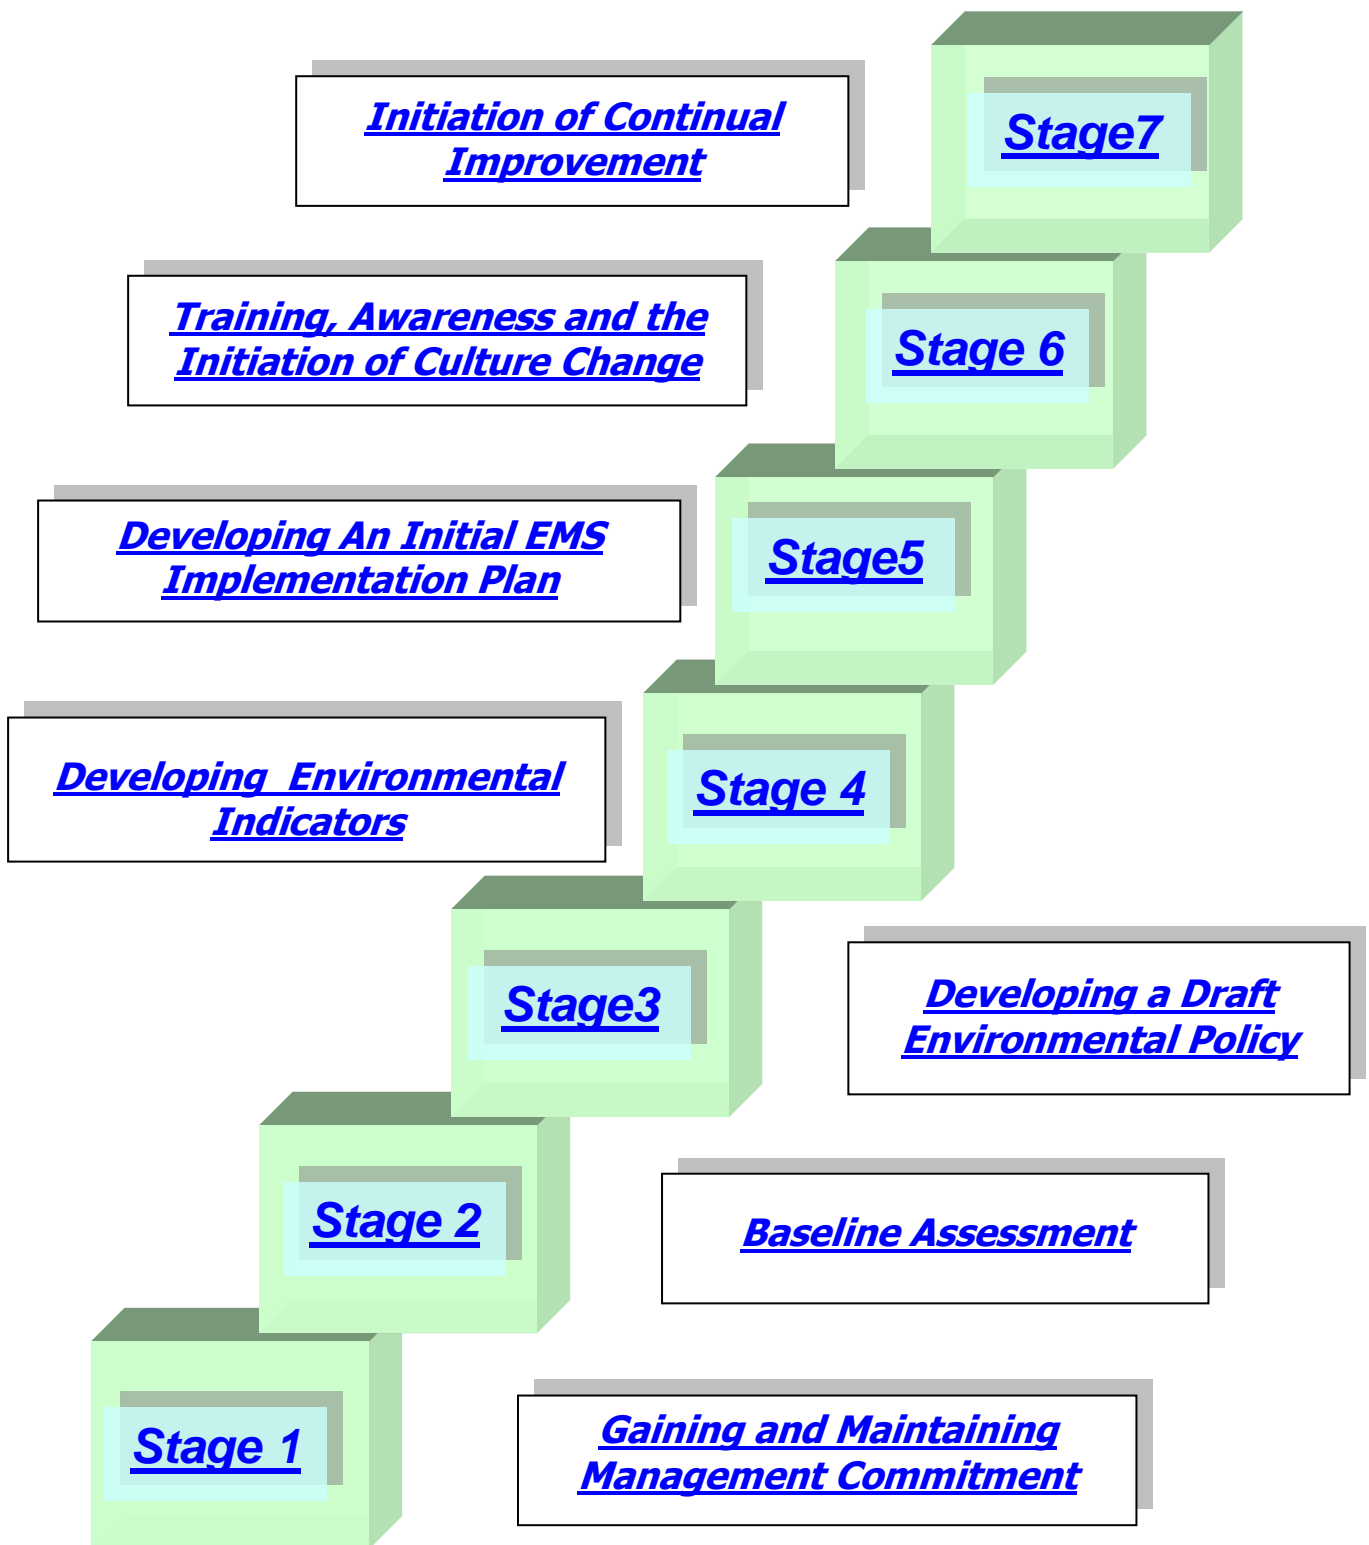 Initiation of Continual
Improvement
Stage7
Training, Awareness and the
Initiation of Culture Change
Stage 6
Developing An Initial EMS
Implementation Plan
Stage5
Developing  Environmental
Indicators
Stage 4
Stage3
Developing a Draft
Environmental Policy
Stage 2
Baseline Assessment
Stage 1
Gaining and Maintaining
Management Commitment